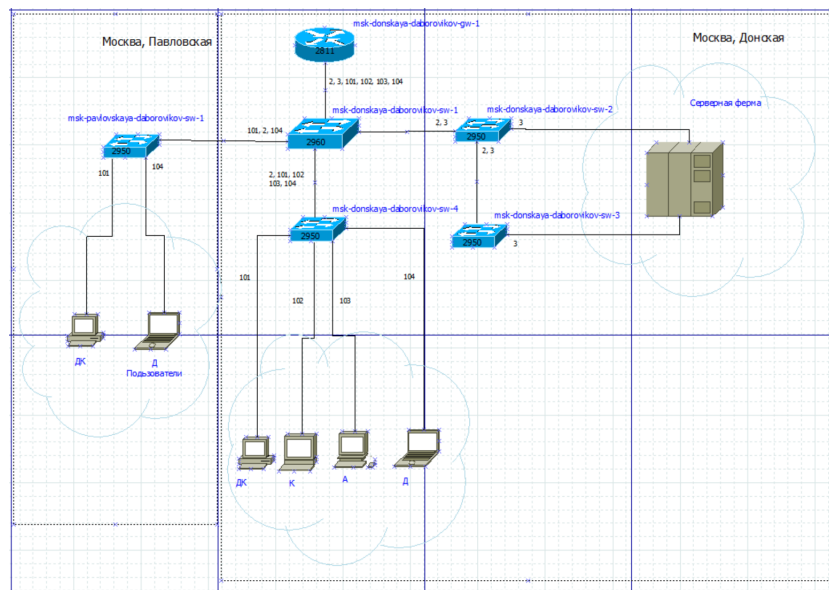 msk-donskaya-daborovikov-gw-1
Москва, Павловская
Москва, Донская
2811
2, 3, 101, 102, 103, 104
Серверная ферма
msk-pavlovskaya-daborovikov-sw-1
msk-donskaya-daborovikov-sw-1
msk-donskaya-daborovikov-sw-2
101, 2, 104
2, 3
3
2950
2960
2950
2, 3
101
104
2, 101, 102
103, 104
msk-donskaya-daborovikov-sw-4
msk-donskaya-daborovikov-sw-3
2950
2950
3
101
104
102
103
ДК
Д
Пользователи
ДК
К
А
Д